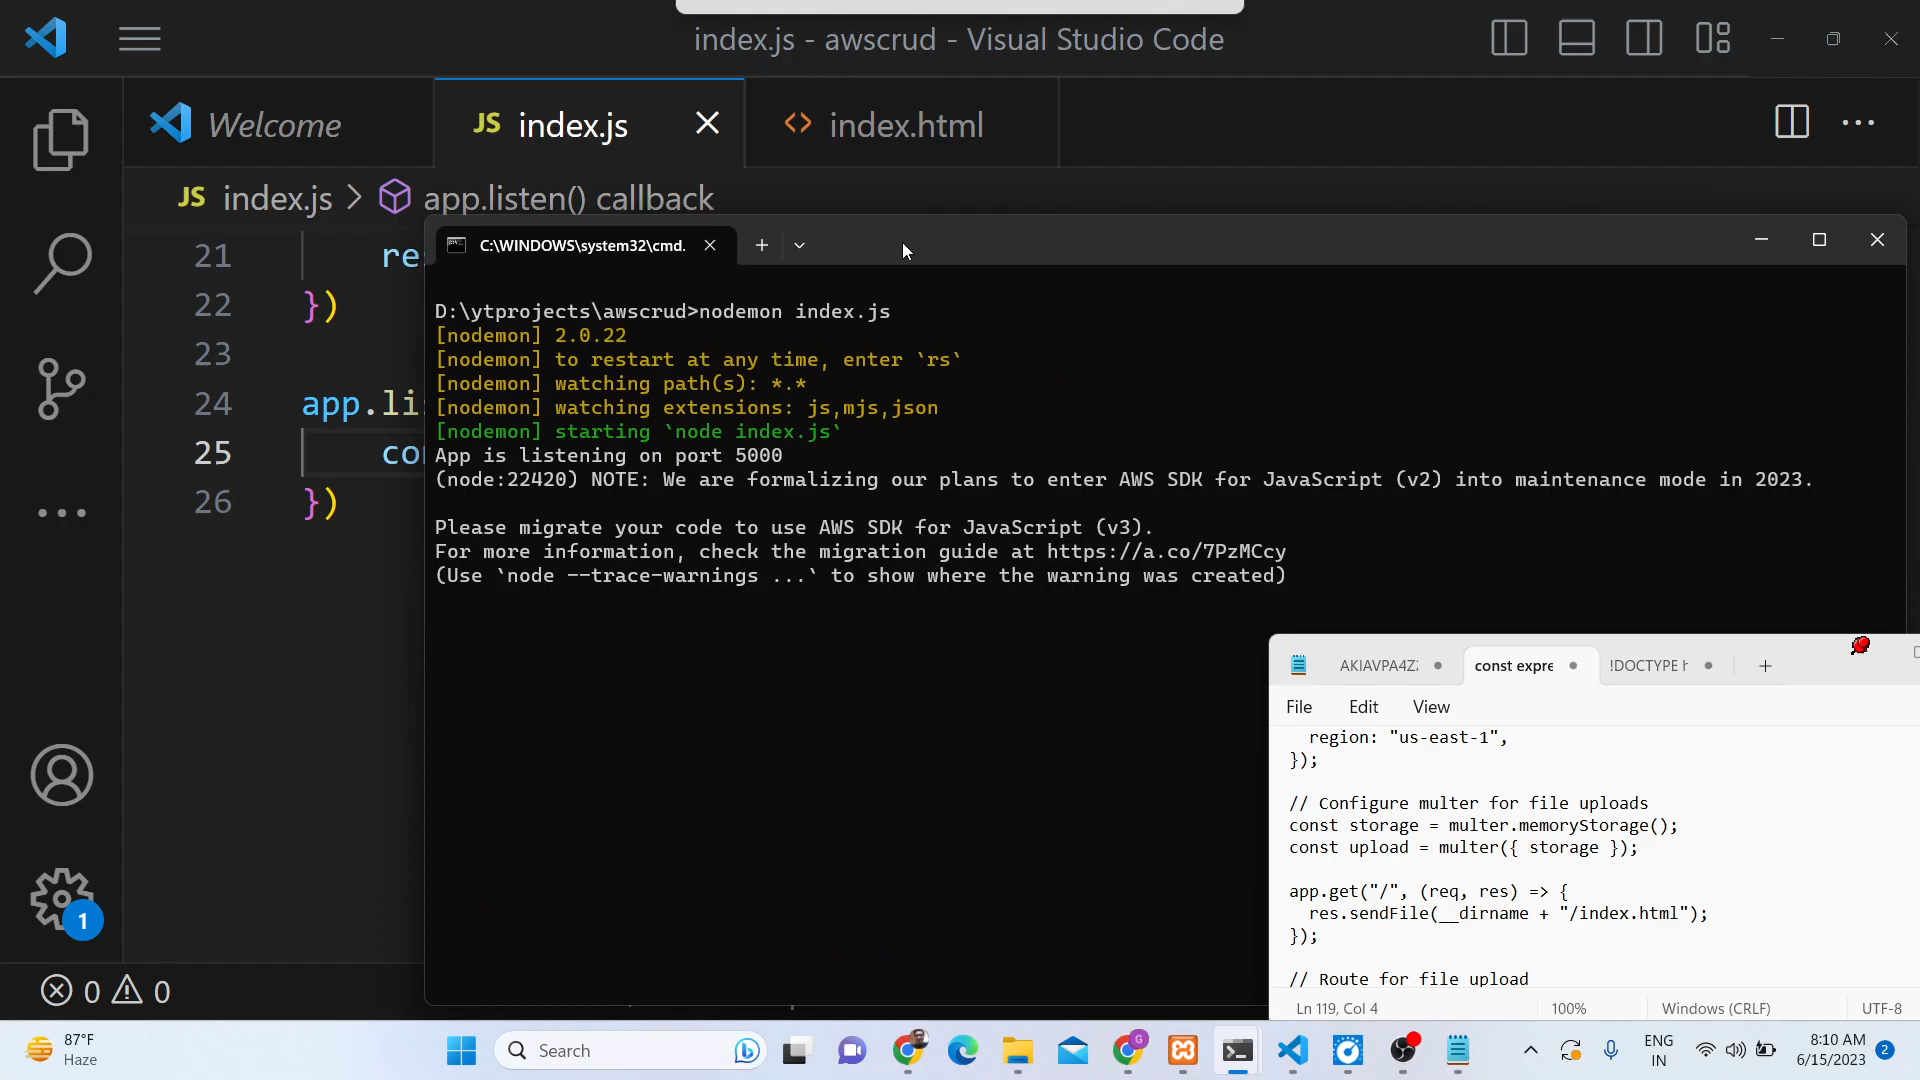 index.js - awscrud - Visual Studio Code
Welcome
JS index.js
index.html
JS index.js > app.listen() callback
21 re
22 })
23
24 app.li
25 co
26 })
C:\WINDOWS\system32\cmd.
D:\ytprojects\awscrud>nodemon index.js
[nodemon] 2.0.22
[nodemon] to restart at any time, enter `rs`
[nodemon] watching path(s): *.*
[nodemon] watching extensions: js,mjs,json
[nodemon] starting `node index.js`
App is listening on port 5000
(node:22420) NOTE: We are formalizing our plans to enter AWS SDK for JavaScript (v2) into maintenance mode in 2023.
Please migrate your code to use AWS SDK for JavaScript (v3).
For more information, check the migration guide at https://a.co/7PzMCcy
(Use `node --trace-warnings ...` to show where the warning was created)
AKIAVPA4Z
const expre
!DOCTYPE h
File Edit View
region: "us-east-1",
});
// Configure multer for file uploads
const storage = multer.memoryStorage();
const upload = multer({ storage });
app.get("/", (req, res) => {
res.sendFile(__dirname + "/index.html");
});
// Route for file upload
Ln 119, Col 4
100%
Windows (CRLF)
UTF-8
1
0 0
87°F
Haze
Search
G
ENG
IN
8:10 AM
6/15/2023
2